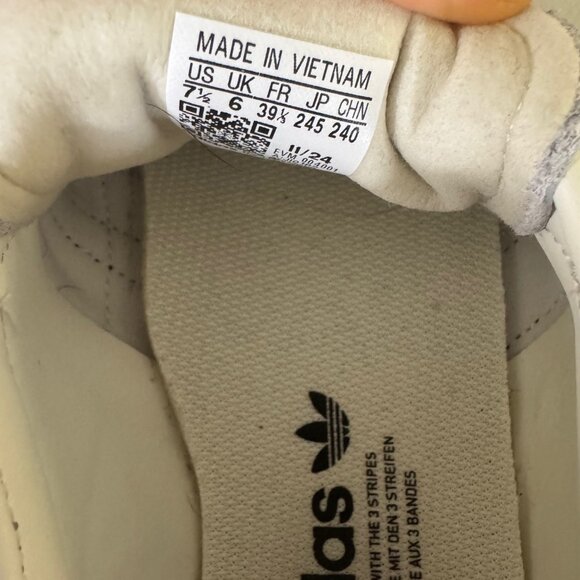 MADE IN VIETNAM
US UK FR JP CHN
7½ 6 39⅓ 245 240
11/24
das
WITH THE 3 STRIPES
MIT DEN 3 STREIFEN
AUX 3 BANDES